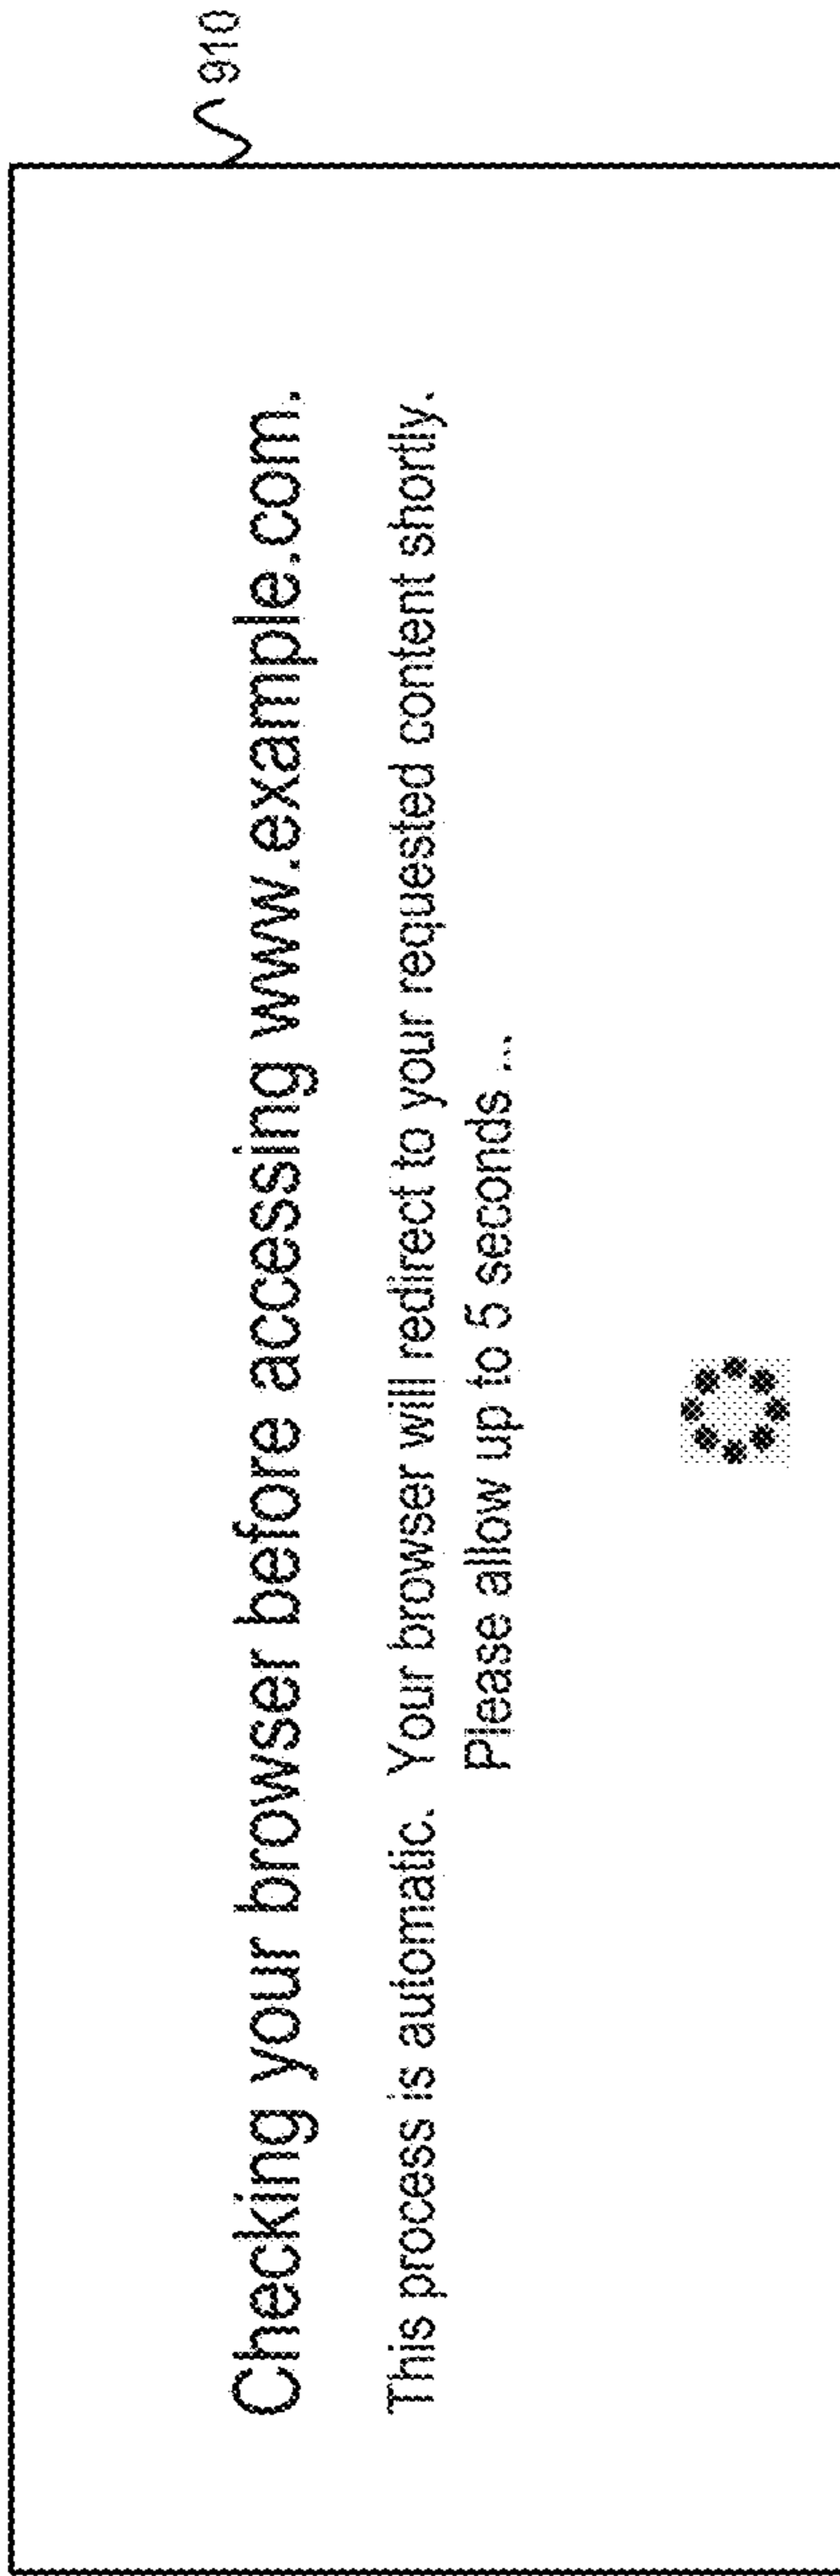 910
Checking your browser before accessing www.example.com.
This process is automatic. Your browser will redirect to your requested content shortly.
Please allow up to 5 seconds ...